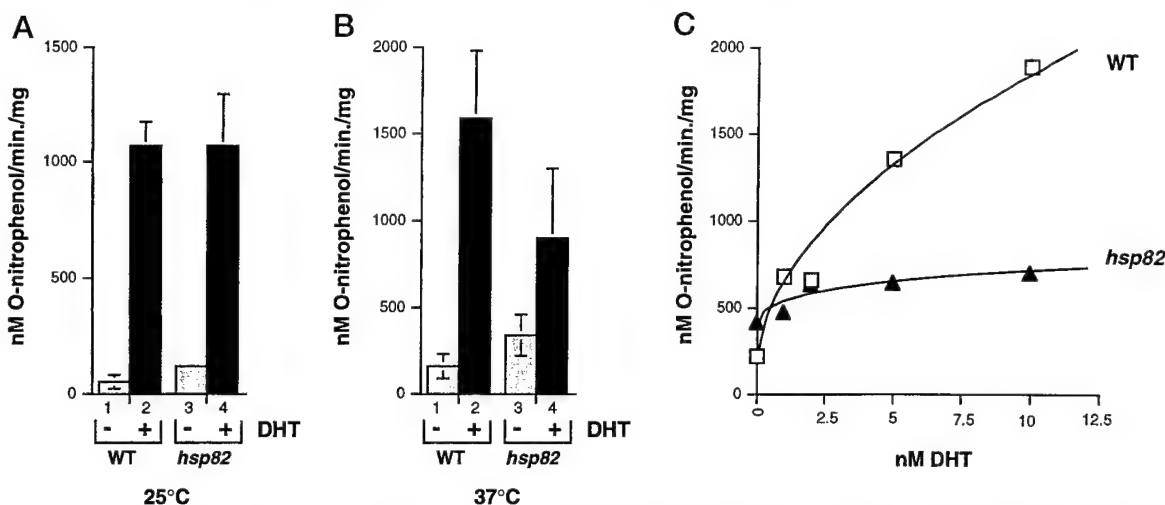 A
nM O-nitrophenol/min./mg
1500
1000
500
0
1 2 3 4
- + - + DHT
WT hsp82
25°C
B
nM O-nitrophenol/min./mg
2000
1500
1000
500
0
1 2 3 4
- + - + DHT
WT hsp82
37°C
C
nM O-nitrophenol/min./mg
2000
1500
1000
500
0
WT
hsp82
0 2.5 5 7.5 10 12.5
nM DHT